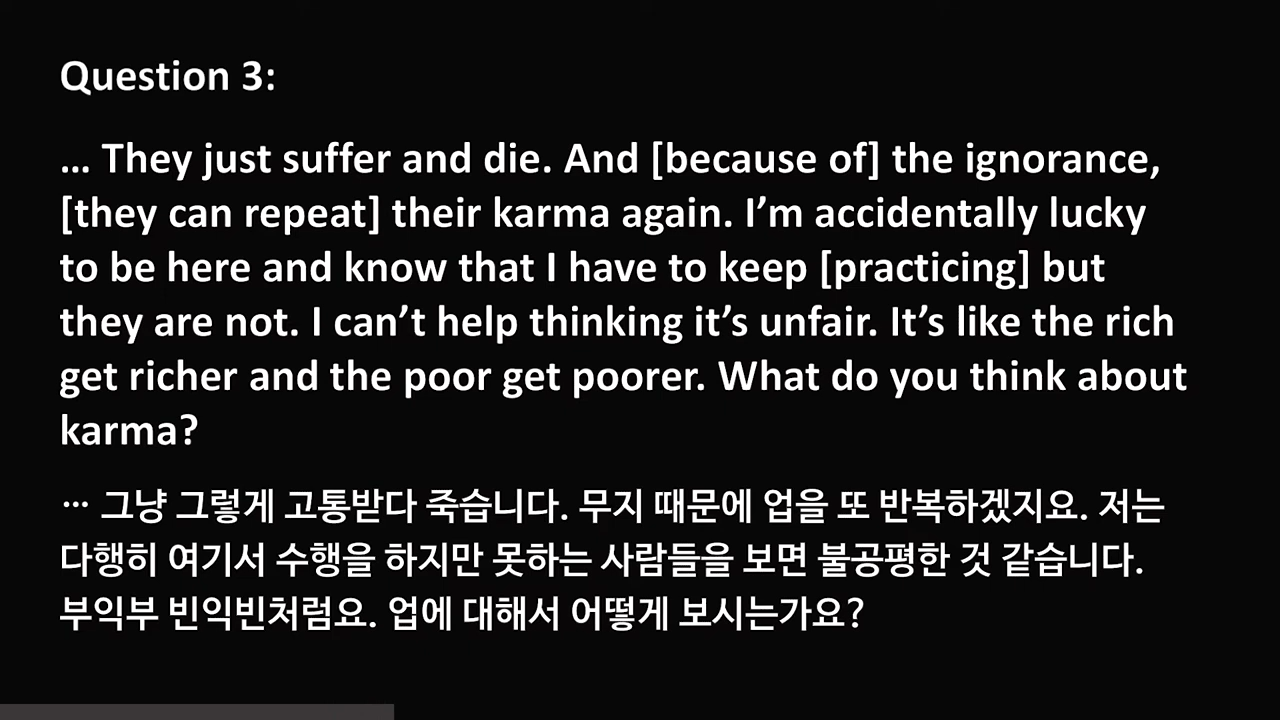 Question 3:
... They just suffer and die. And [because of] the ignorance,
[they can repeat] their karma again. I’m accidentally lucky
to be here and know that I have to keep [practicing] but
they are not. I can’t help thinking it’s unfair. It’s like the rich
get richer and the poor get poorer. What do you think about
karma?
… 그냥 그렇게 고통받다 죽습니다. 무지 때문에 업을 또 반복하겠지요. 저는
다행히 여기서 수행을 하지만 못하는 사람들을 보면 불공평한 것 같습니다.
부익부 빈익빈처럼요. 업에 대해서 어떻게 보시는가요?